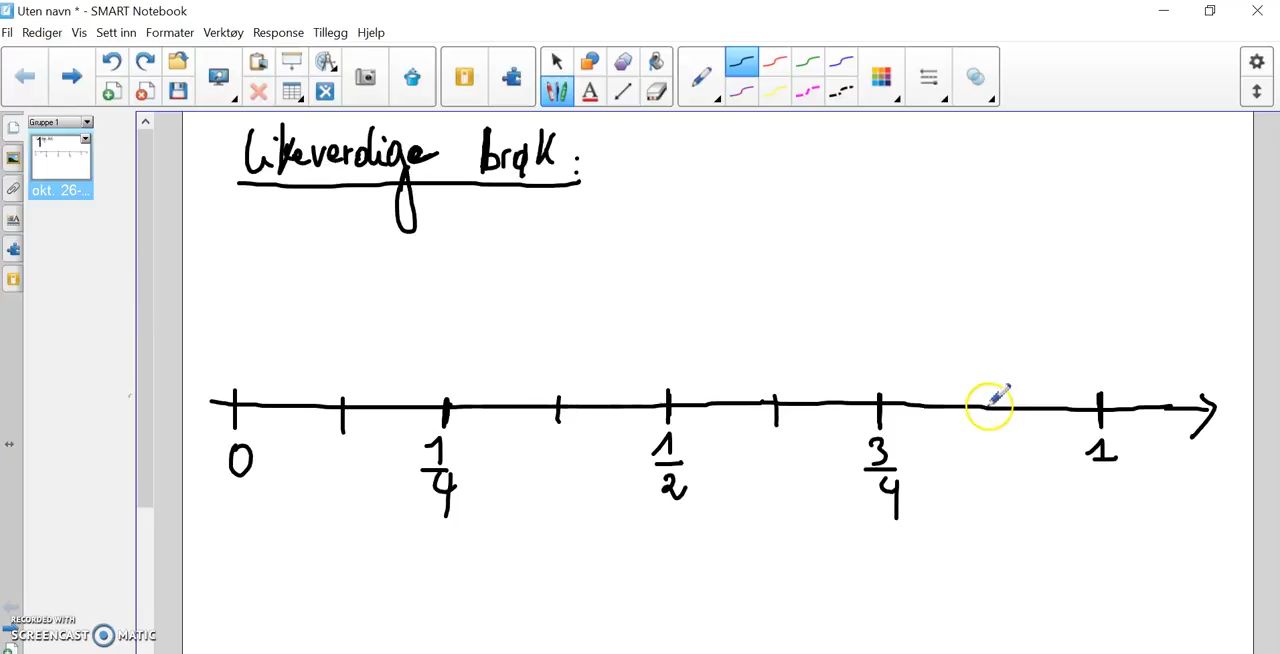 Uten navn * - SMART Notebook
Fil Rediger Vis Sett inn Formater Verktøy Response Tillegg Hjelp
Gruppe 1
okt. 26-...
likeverdige brøk:
0 1/4 1/2 3/4 1
RECORDED WITH
SCREENCAST MATIC